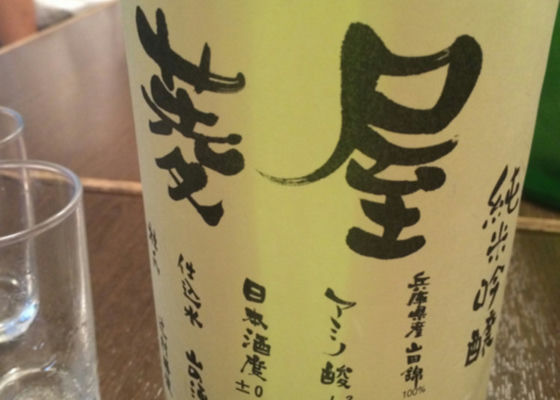 純米吟醸
兵庫県産山田錦
100%
屋
アミノ酸
日本酒度
±0
菱
仕込水